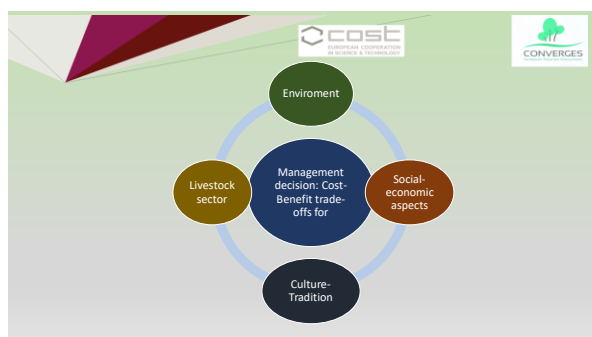 cost
EUROPEAN COOPERATION
IN SCIENCE & TECHNOLOGY
CONVERGES
Enviroment
Management
decision: Cost-
Benefit trade-
offs for
Livestock
sector
Social-
economic
aspects
Culture-
Tradition